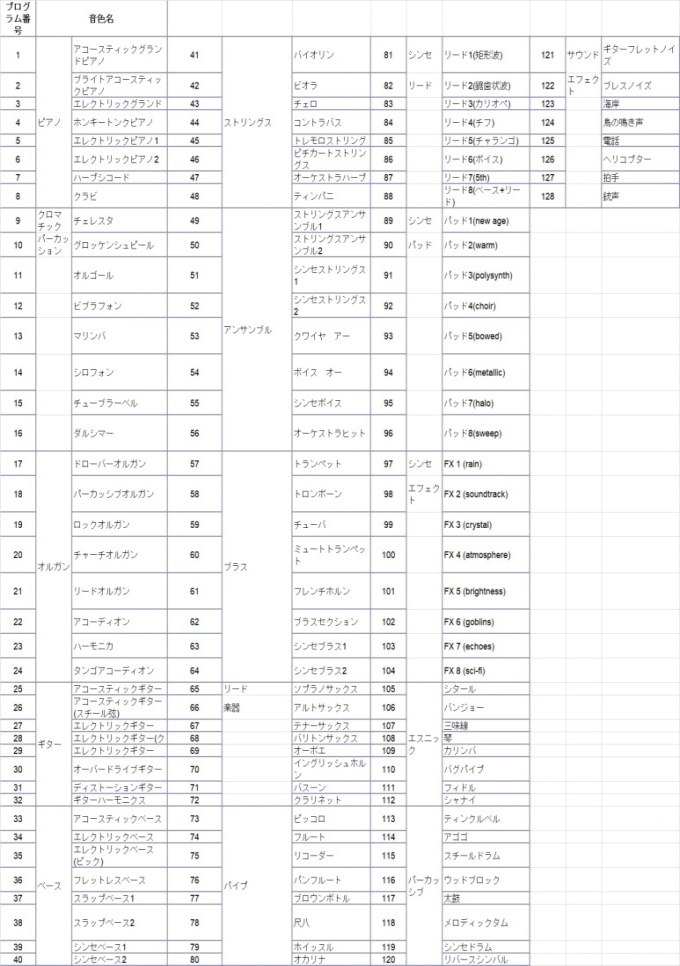 プログラム番号 音色名
1 ピアノ アコースティックグランドピアノ 41 ストリングス バイオリン 81 シンセ リード1(矩形波) 121 サウンド ギターフレットノイズ
2 ブライトアコースティックピアノ 42 ビオラ 82 リード リード2(鋸歯状波) 122 エフェクト ブレスノイズ
3 エレクトリックグランド 43 チェロ 83 リード3(カリオペ) 123 海岸
4 ホンキートンクピアノ 44 コントラバス 84 リード4(チフ) 124 鳥の鳴き声
5 エレクトリックピアノ1 45 トレモロストリング 85 リード5(チャランゴ) 125 電話
6 エレクトリックピアノ2 46 ピチカートストリングス 86 リード6(ボイス) 126 ヘリコプター
7 ハープシコード 47 オーケストラハープ 87 リード7(5th) 127 拍手
8 クラビ 48 ティンパニ 88 リード8(ベース+リード) 128 銃声
9 クロマチック チェレスタ 49 アンサンブル ストリングスアンサンブル1 89 シンセ パッド1(new age)
10 パーカッション グロッケンシュピール 50 ストリングスアンサンブル2 90 パッド パッド2(warm)
11 オルゴール 51 シンセストリングス1 91 パッド3(polysynth)
12 ビブラフォン 52 シンセストリングス2 92 パッド4(choir)
13 マリンバ 53 クワイヤ　アー 93 パッド5(bowed)
14 シロフォン 54 ボイス　オー 94 パッド6(metallic)
15 チューブラーベル 55 シンセボイス 95 パッド7(halo)
16 ダルシマー 56 オーケストラヒット 96 パッド8(sweep)
17 オルガン ドローバーオルガン 57 ブラス トランペット 97 シンセ FX 1 (rain)
18 パーカッシブオルガン 58 トロンボーン 98 エフェクト FX 2 (soundtrack)
19 ロックオルガン 59 チューバ 99 FX 3 (crystal)
20 チャーチオルガン 60 ミュートトランペット 100 FX 4 (atmosphere)
21 リードオルガン 61 フレンチホルン 101 FX 5 (brightness)
22 アコーディオン 62 ブラスセクション 102 FX 6 (goblins)
23 ハーモニカ 63 シンセブラス1 103 FX 7 (echoes)
24 タンゴアコーディオン 64 シンセブラス2 104 FX 8 (sci-fi)
25 ギター アコースティックギター 65 リード ソプラノサックス 105 エスニック シタール
26 アコースティックギター(スチール弦) 66 楽器 アルトサックス 106 バンジョー
27 エレクトリックギター 67 テナーサックス 107 三味線
28 エレクトリックギター(ク 68 バリトンサックス 108 琴
29 エレクトリックギター 69 オーボエ 109 カリンバ
30 オーバードライブギター 70 イングリッシュホルン 110 バグパイプ
31 ディストーションギター 71 バスーン 111 フィドル
32 ギターハーモニクス 72 クラリネット 112 シャナイ
33 ベース アコースティックベース 73 パイプ ピッコロ 113 パーカッシブ ティンクルベル
34 エレクトリックベース 74 フルート 114 アゴゴ
35 エレクトリックベース(ピック) 75 リコーダー 115 スチールドラム
36 フレットレスベース 76 パンフルート 116 ウッドブロック
37 スラップベース1 77 ブロウンボトル 117 太鼓
38 スラップベース2 78 尺八 118 メロディックタム
39 シンセベース1 79 ホイッスル 119 シンセドラム
40 シンセベース2 80 オカリナ 120 リバースシンバル